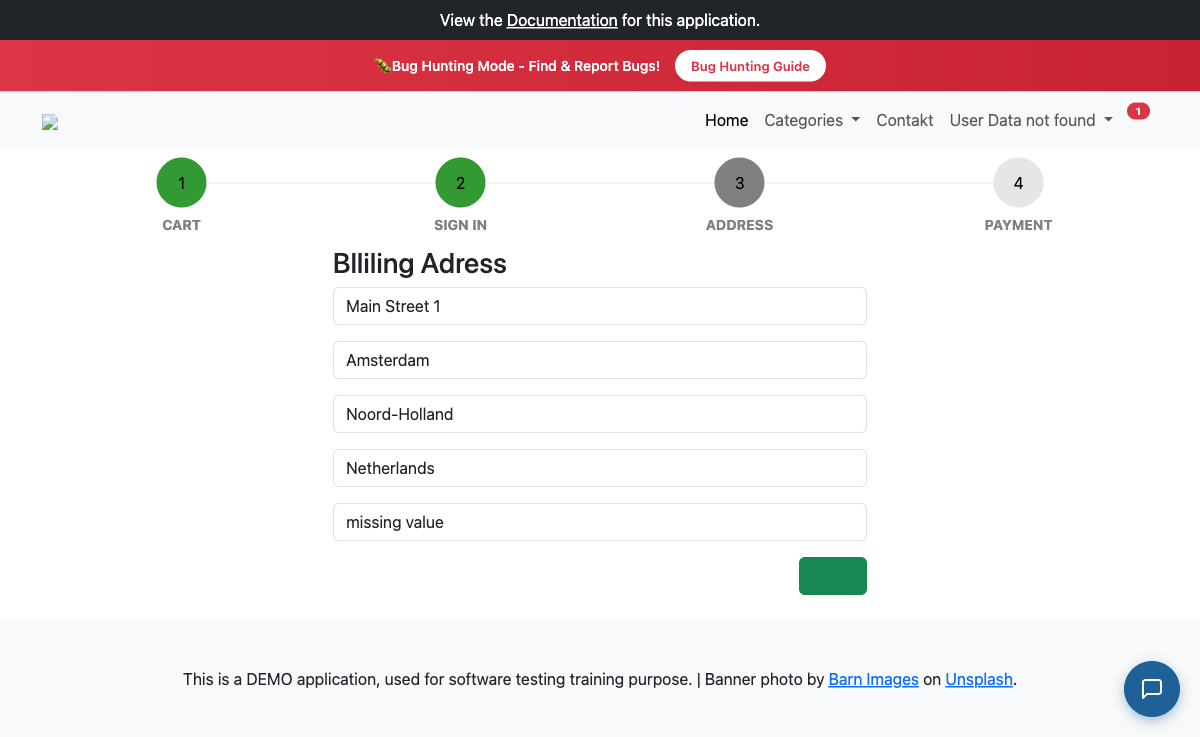 View the Documentation for this application.
Bug Hunting Mode - Find & Report Bugs!
Bug Hunting Guide
Home
Categories
Contakt
User Data not found
1
1
2
3
4
CART
SIGN IN
ADDRESS
PAYMENT
Blliling Adress
Main Street 1
Amsterdam
Noord-Holland
Netherlands
missing value
This is a DEMO application, used for software testing training purpose. | Banner photo by Barn Images on Unsplash.